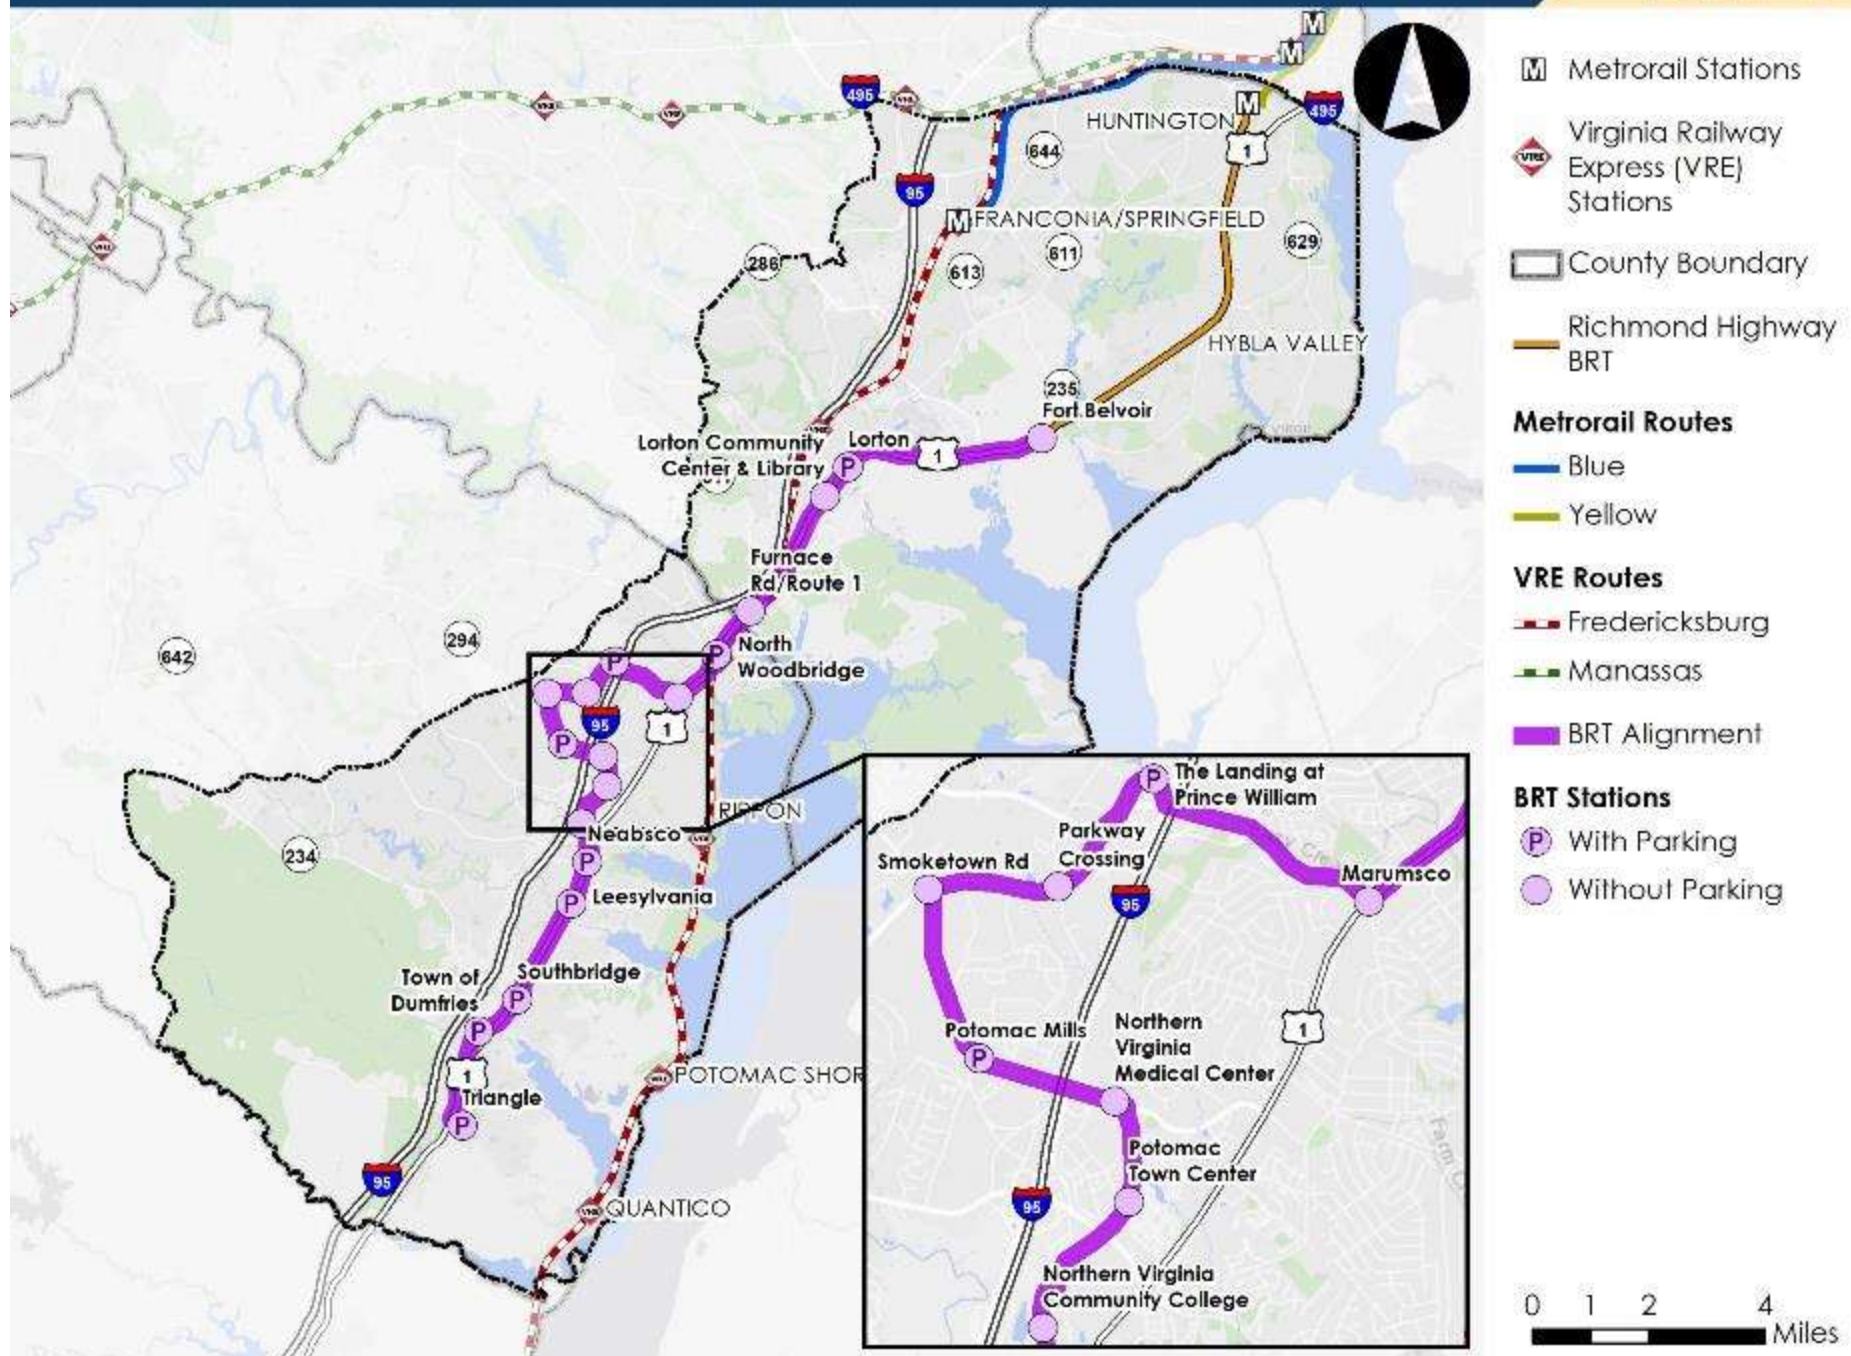 M
M
M
495
495
HUNTINGTON
1
644
95
M
FRANCONIA/SPRINGFIELD
629
611
286
613
HYBLA VALLEY
235
Fort Belvoir
Lorton Community
Center & Library
Lorton
P
1
Furnace
Rd/Route 1
294
642
P
North
Woodbridge
P
95
1
P
RIPPON
Neabsco
P
234
P
Leesylvania
Town of
Dumfries
Southbridge
P
P
1
POTOMAC SHOR
Triangle
P
95
QUANTICO
P
The Landing at
Prince William
Parkway
Crossing
Smoketown Rd
Marumsco
95
Potomac Mills
P
Northern
Virginia
Medical Center
1
Potomac
Town Center
95
Northern Virginia
Community College
M Metrorail Stations
VRE
Virginia Railway
Express (VRE)
Stations
County Boundary
Richmond Highway
BRT
Metrorail Routes
Blue
Yellow
VRE Routes
Fredericksburg
Manassas
BRT Alignment
BRT Stations
P With Parking
Without Parking
0 1 2 4
Miles